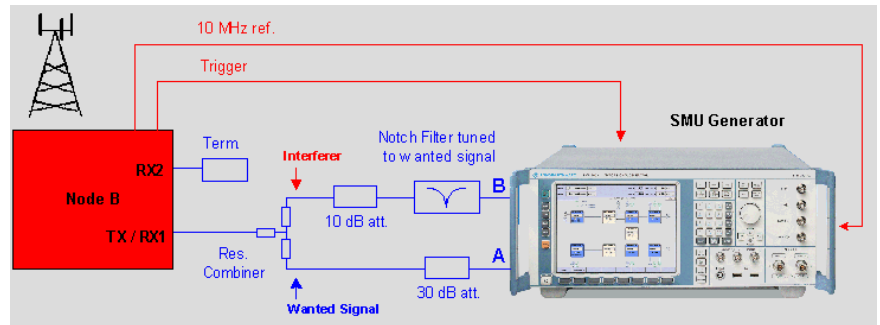 10 MHz ref.
Trigger
SMU Generator
Term.
Notch Filter tuned
to wanted signal
Interferer
RX2
B
Node B
10 dB att.
TX / RX1
Res.
Combiner
A
30 dB att.
Wanted Signal